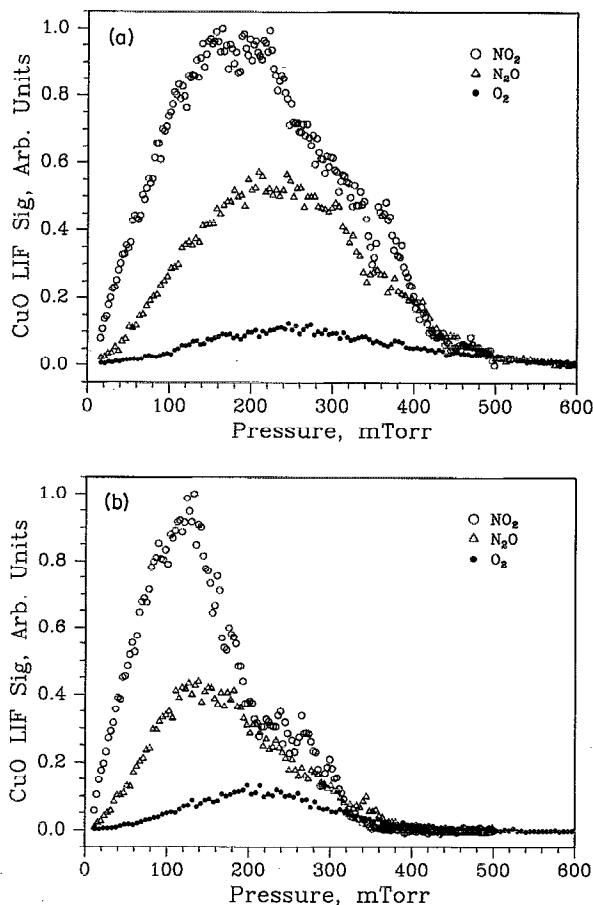 (a)
NO₂
N₂O
O₂
CuO LIF Sig, Arb. Units
1.0
0.8
0.6
0.4
0.2
0.0
0 100 200 300 400 500 600
Pressure, mTorr
(b)
NO₂
N₂O
O₂
CuO LIF Sig, Arb. Units
1.0
0.8
0.6
0.4
0.2
0.0
0 100 200 300 400 500 600
Pressure, mTorr